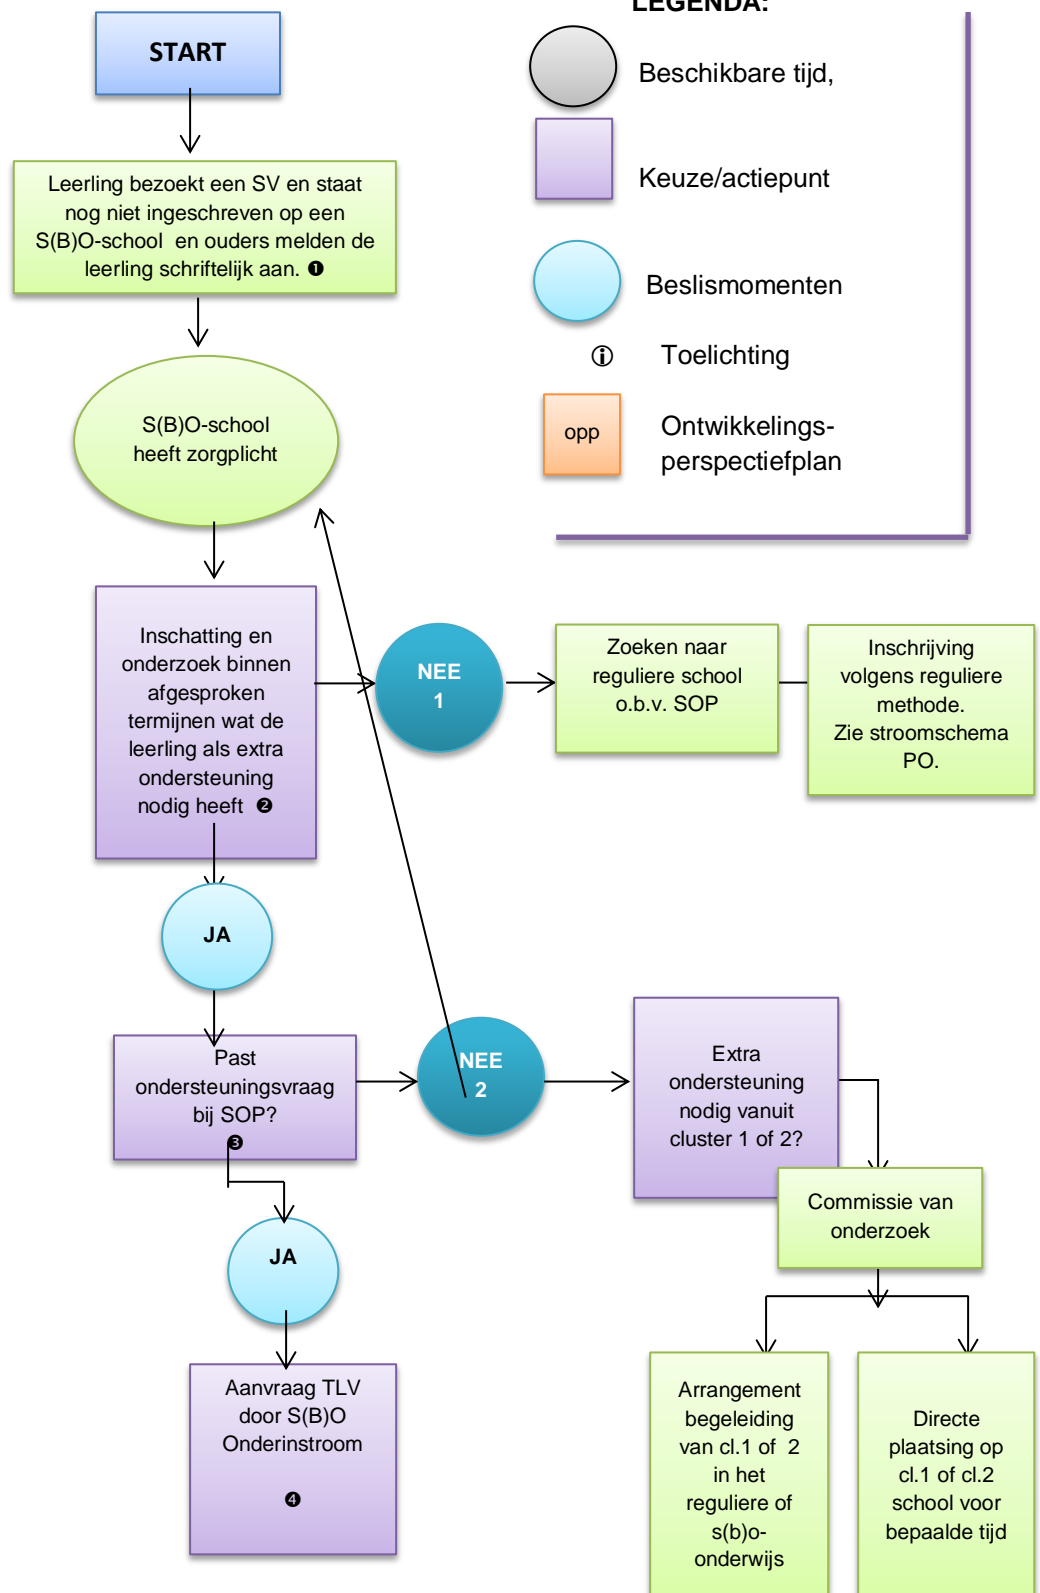 START
Leerling bezoekt een SV en staat
nog niet ingeschreven op een
S(B)O-school en ouders melden de
leerling schriftelijk aan. ❶
S(B)O-school
heeft zorgplicht
LEGENDA:
Beschikbare tijd,
Keuze/actiepunt
Beslismomenten
🛈 Toelichting
opp
Ontwikkelings-
perspectiefplan
Inschatting en
onderzoek binnen
afgesproken
termijnen wat de
leerling als extra
ondersteuning
nodig heeft ❷
NEE
1
Zoeken naar
reguliere school
o.b.v. SOP
Inschrijving
volgens reguliere
methode.
Zie stroomschema
PO.
JA
Past
ondersteuningsvraag
bij SOP?
❸
NEE
2
Extra
ondersteuning
nodig vanuit
cluster 1 of 2?
Commissie van
onderzoek
JA
Aanvraag TLV
door S(B)O
Onderinstroom
❹
Arrangement
begeleiding
van cl.1 of 2
in het
reguliere of
s(b)o-
onderwijs
Directe
plaatsing op
cl.1 of cl.2
school voor
bepaalde tijd